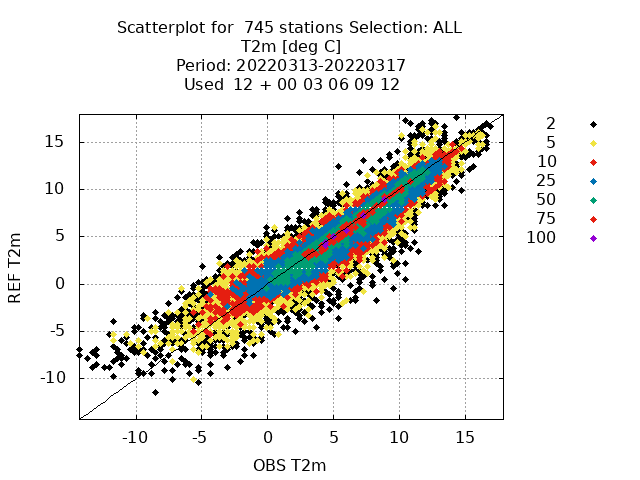 Scatterplot for  745 stations Selection: ALL
T2m [deg C]
Period: 20220313-20220317
Used  12 + 00 03 06 09 12
2
5
10
25
50
75
100
15
10
5
0
-5
-10
REF T2m
-10 -5 0 5 10 15
OBS T2m